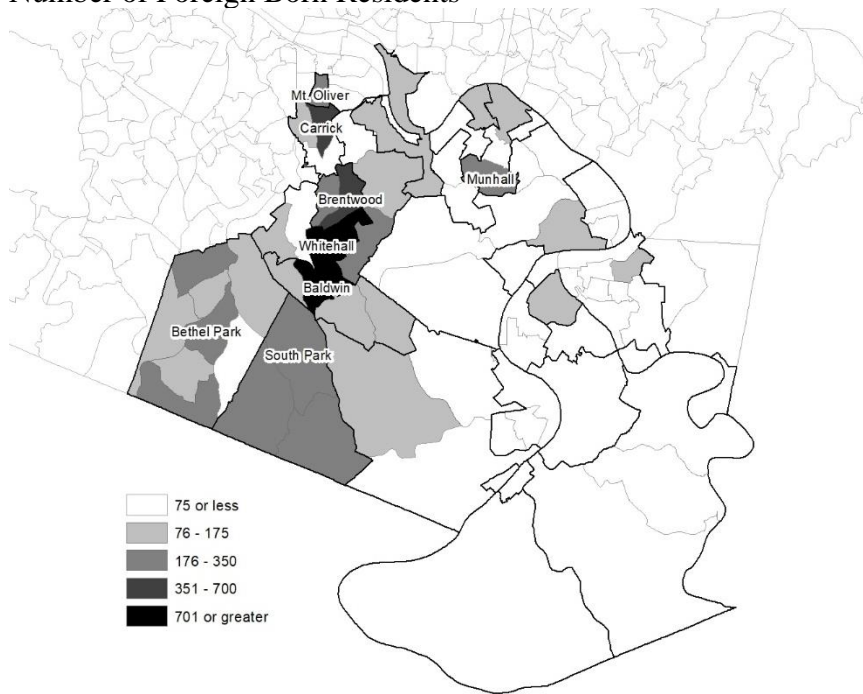 Number of Foreign Born Residents
Mt. Oliver
Carrick
Munhall
Brentwood
Whitehall
Baldwin
Bethel Park
South Park
75 or less
76 - 175
176 - 350
351 - 700
701 or greater